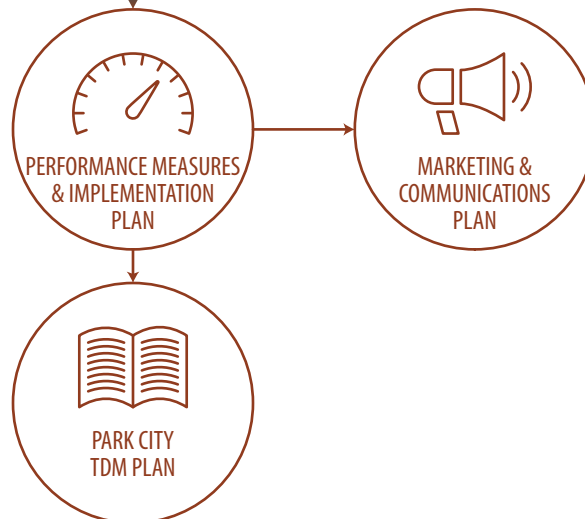 PERFORMANCE MEASURES
& IMPLEMENTATION
PLAN
MARKETING &
COMMUNICATIONS
PLAN
PARK CITY
TDM PLAN